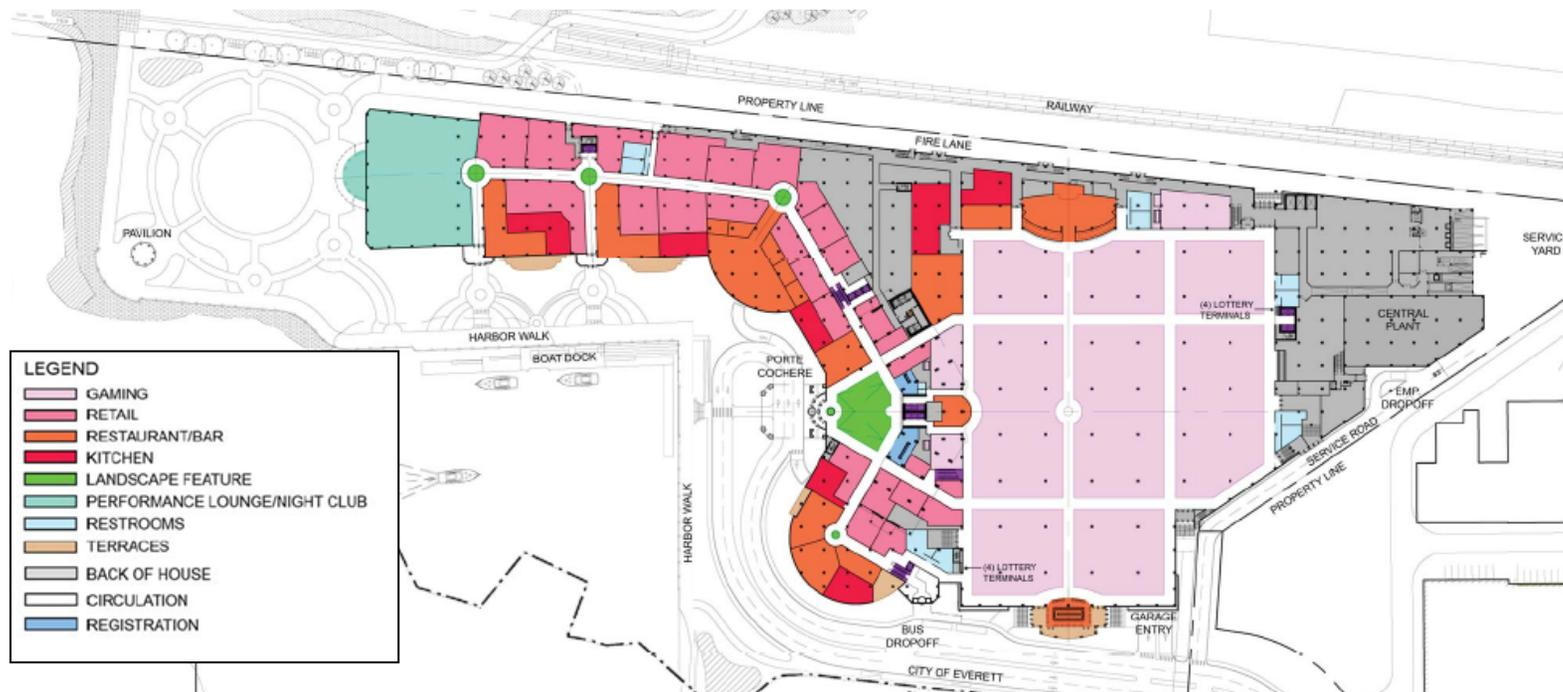 PROPERTY LINE
RAILWAY
FIRE LANE
PAVILION
SERVIC
YARD
(4) LOTTERY
TERMINALS
CENTRAL
PLANT
HARBOR WALK
BOAT DOCK
PORTE
COCHERE
EMP
DROPOFF
SERVICE ROAD
PROPERTY LINE
LEGEND
GAMING
RETAIL
RESTAURANT/BAR
KITCHEN
LANDSCAPE FEATURE
PERFORMANCE LOUNGE/NIGHT CLUB
RESTROOMS
TERRACES
BACK OF HOUSE
CIRCULATION
REGISTRATION
HARBOR WALK
(4) LOTTERY
TERMINALS
BUS
DROPOFF
GARAGE
ENTRY
CITY OF EVERETT